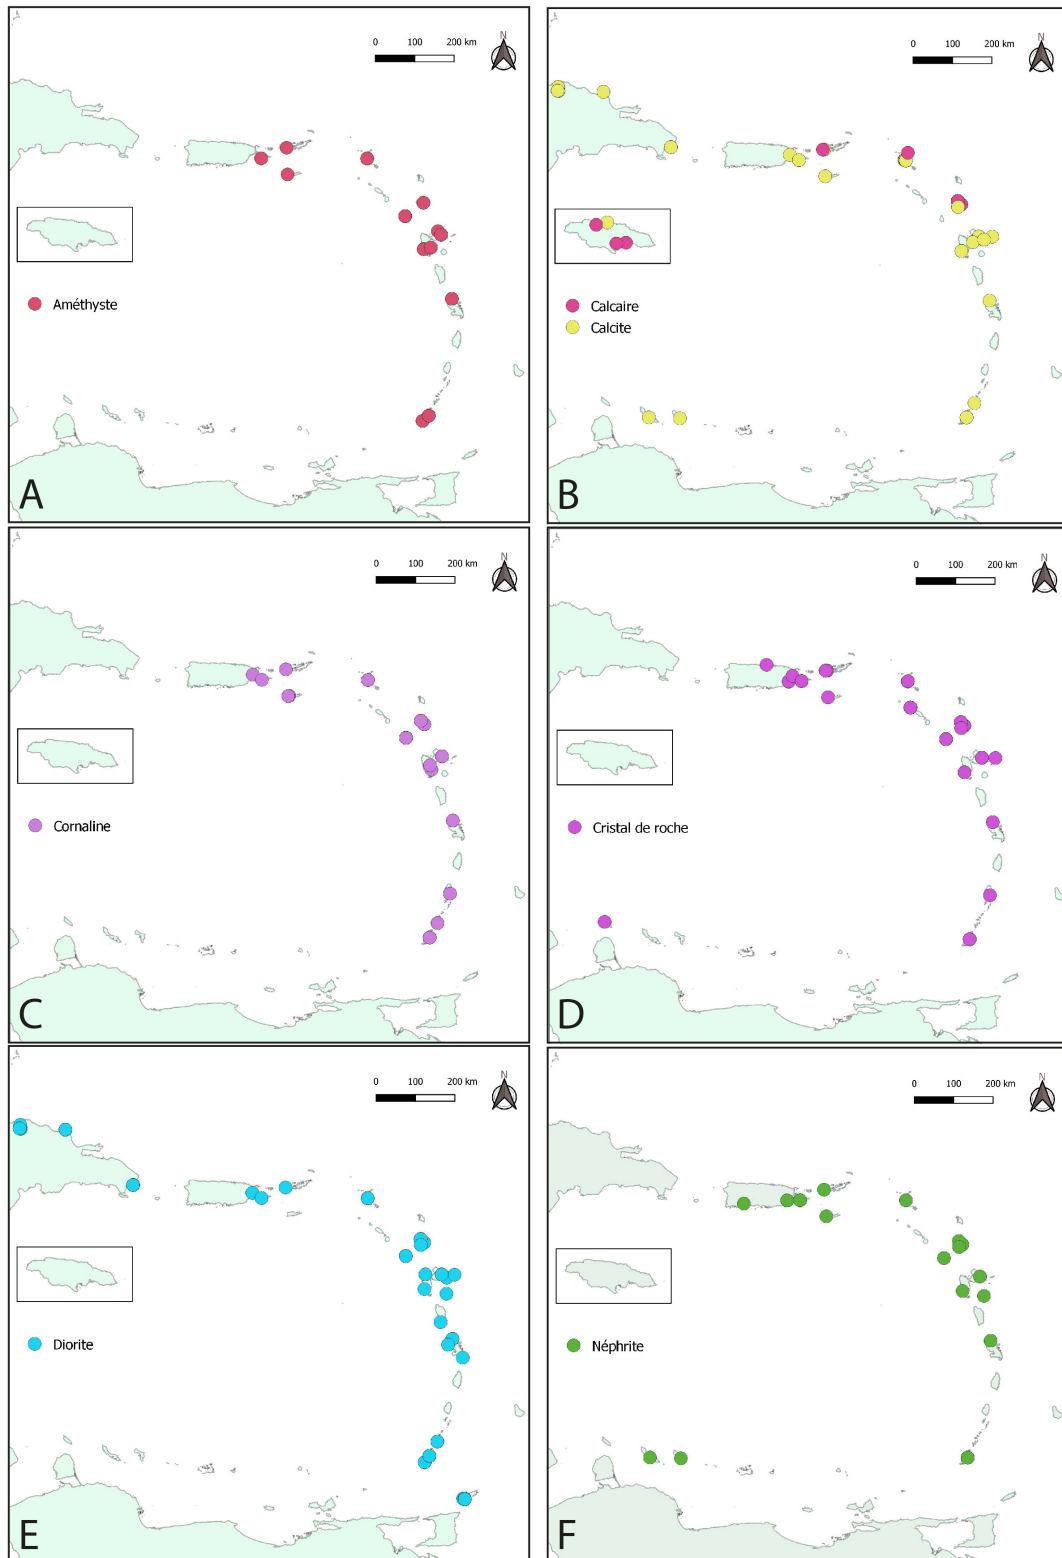 N
0 100 200 km
Améthyste
A
N
0 100 200 km
Calcaire
Calcite
B
N
0 100 200 km
Cornaline
C
N
0 100 200 km
Cristal de roche
D
N
0 100 200 km
Diorite
E
N
0 100 200 km
Néphrite
F